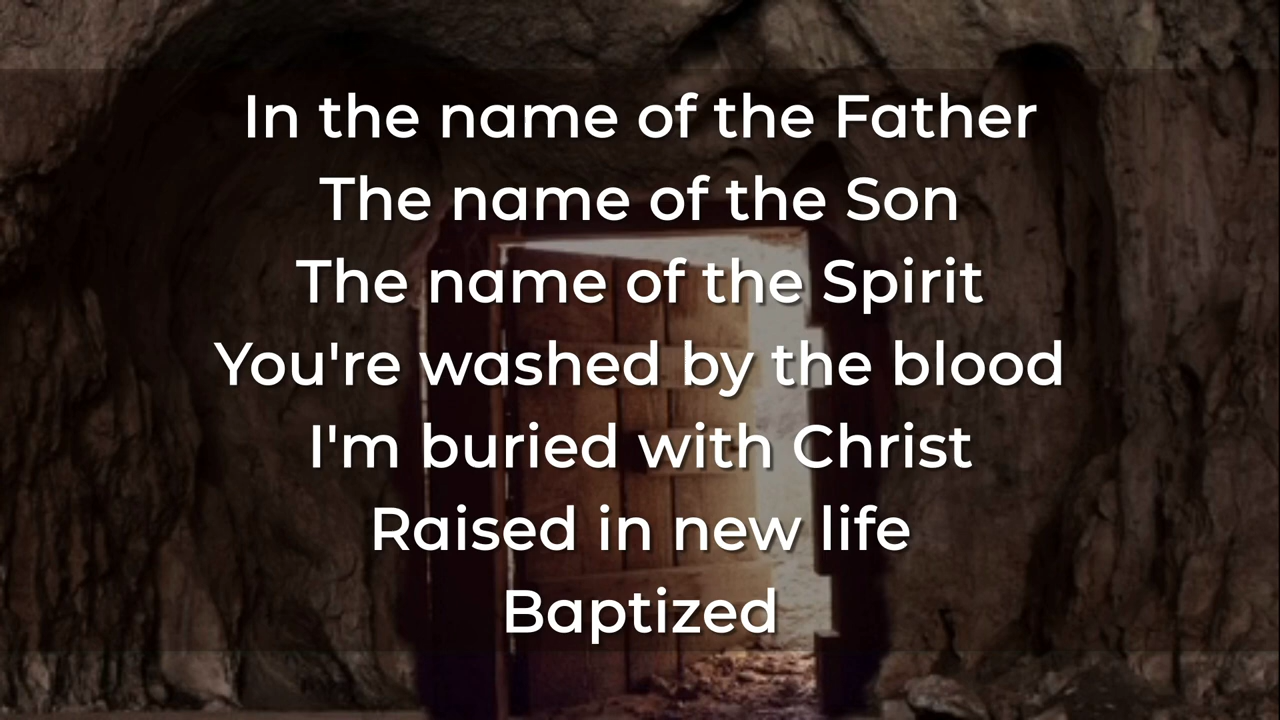 In the name of the Father
The name of the Son
The name of the Spirit
You're washed by the blood
I'm buried with Christ
Raised in new life
Baptized